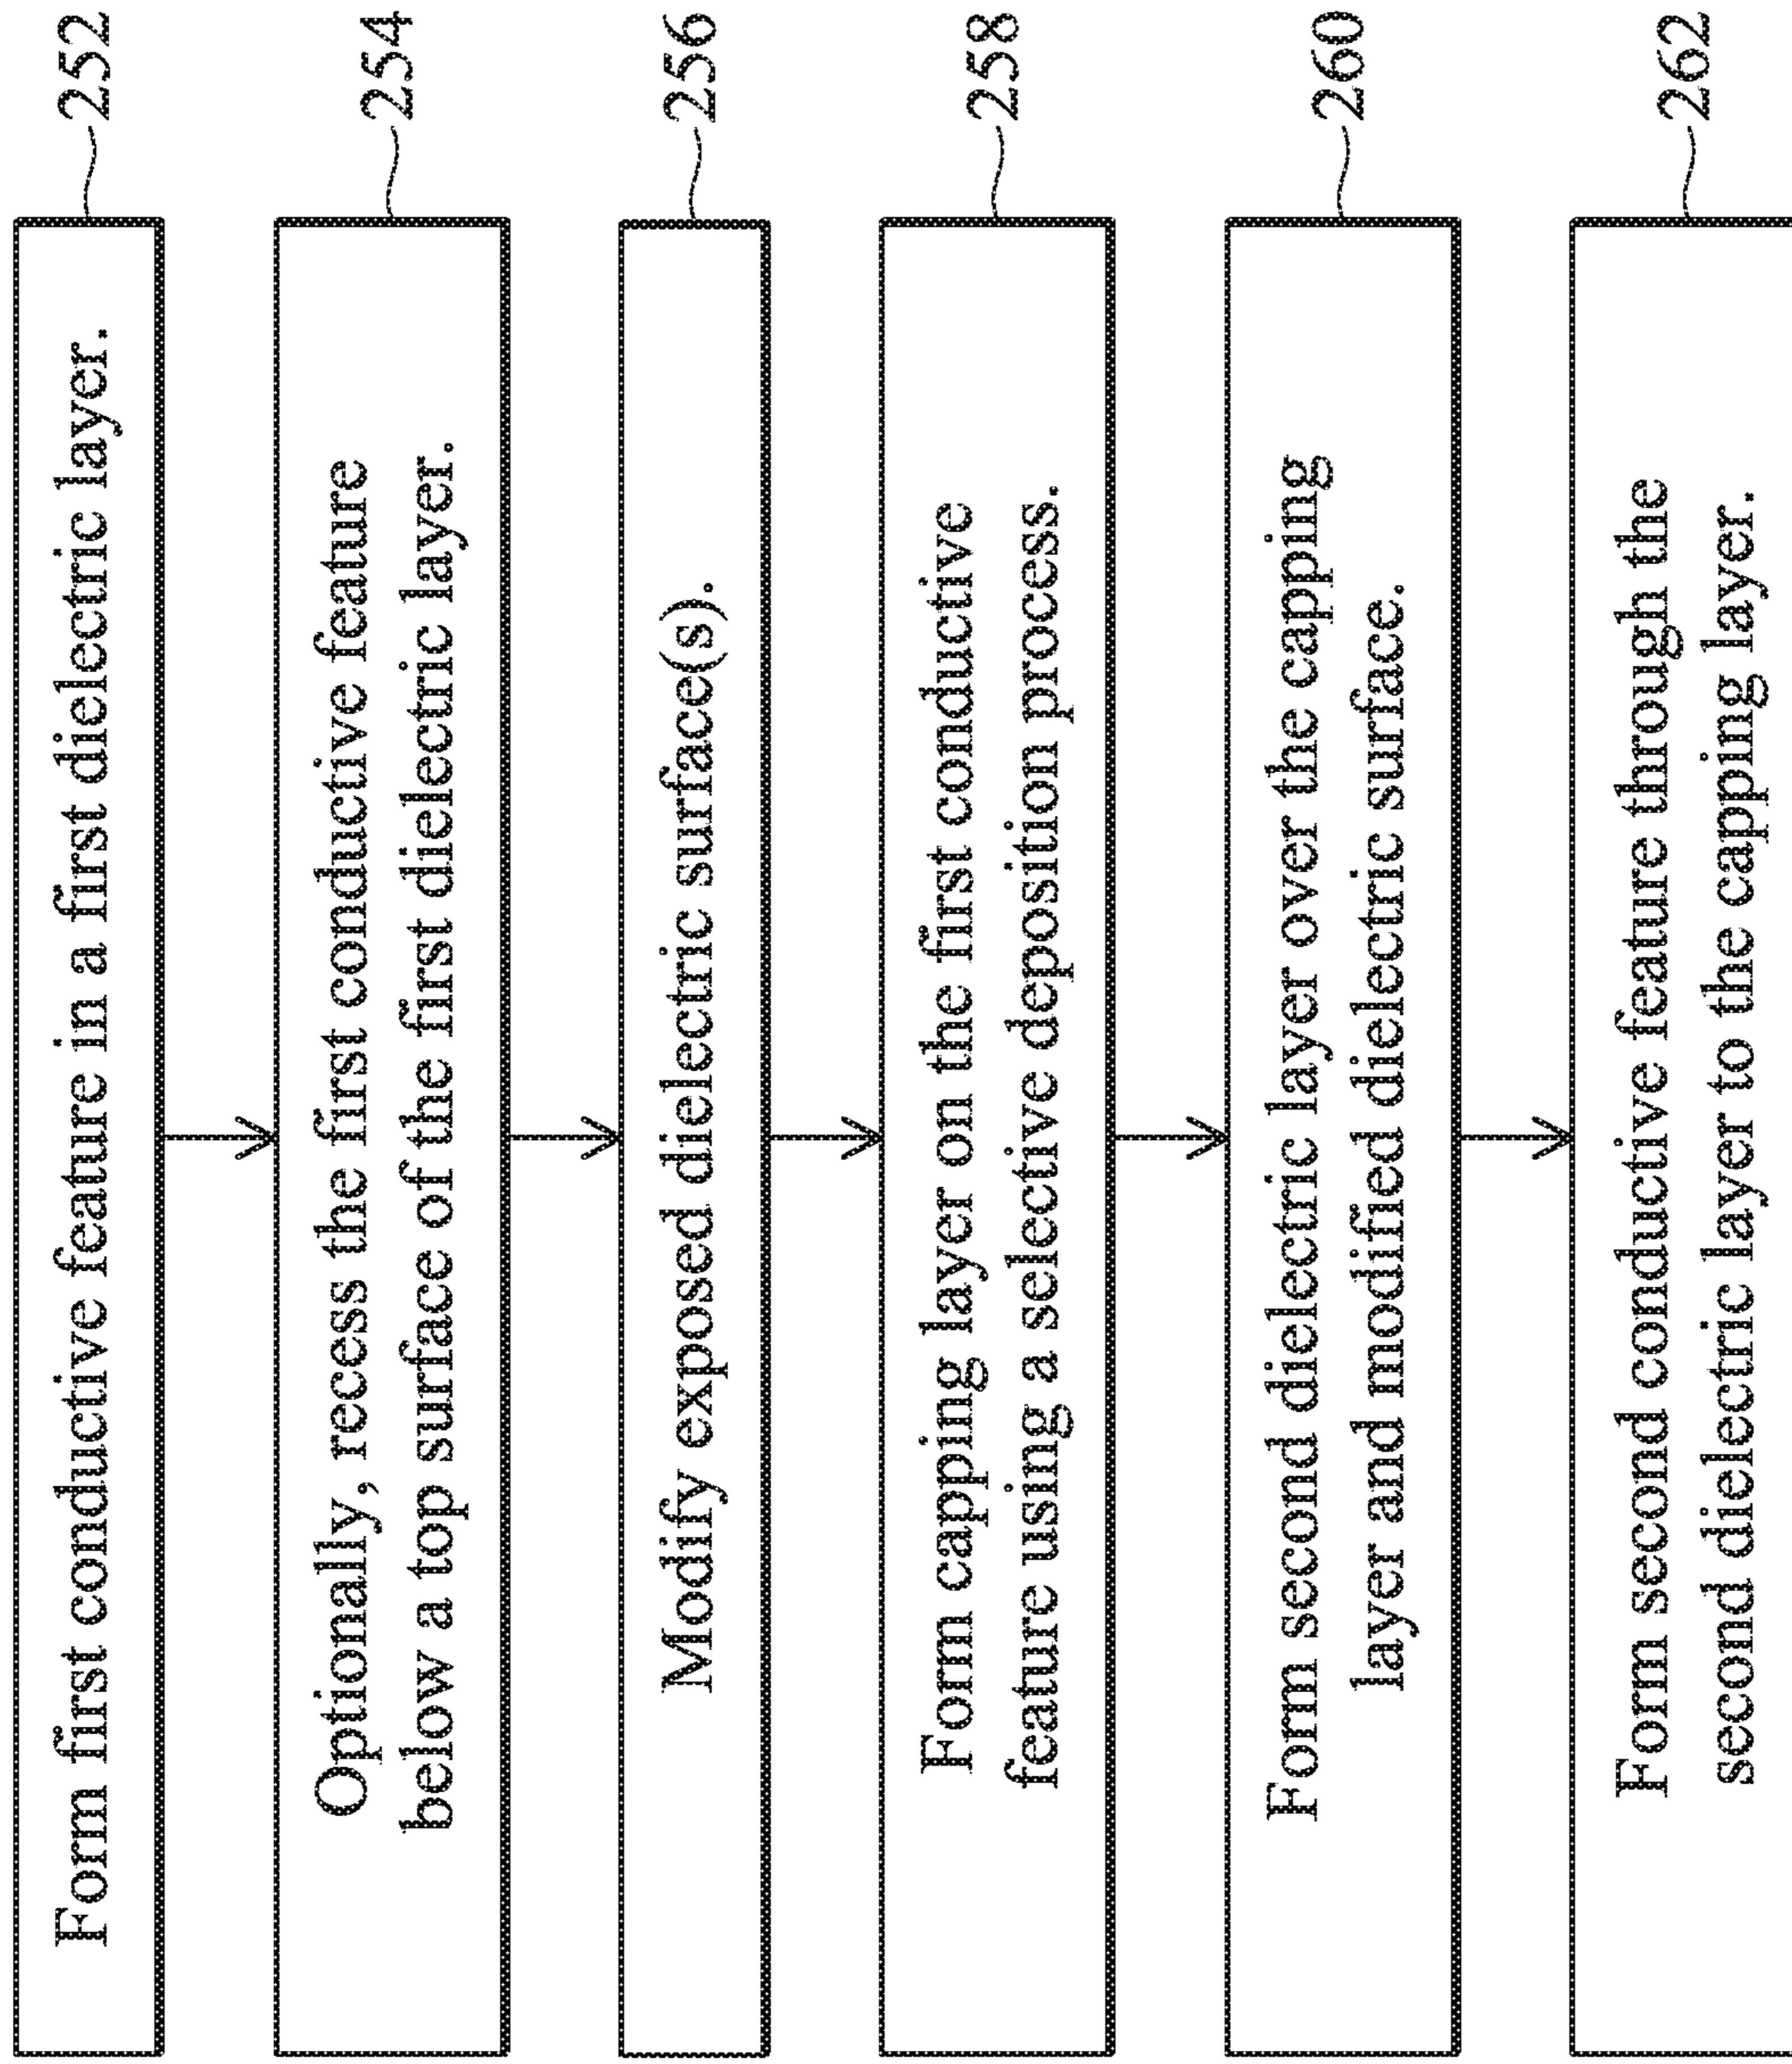 Form first conductive feature in a first dielectric layer.
252
Optionally, recess the first conductive feature
below a top surface of the first dielectric layer.
254
Modify exposed dielectric surface(s).
256
Form capping layer on the first conductive
feature using a selective deposition process.
258
Form second dielectric layer over the capping
layer and modified dielectric surface.
260
Form second conductive feature through the
second dielectric layer to the capping layer.
262